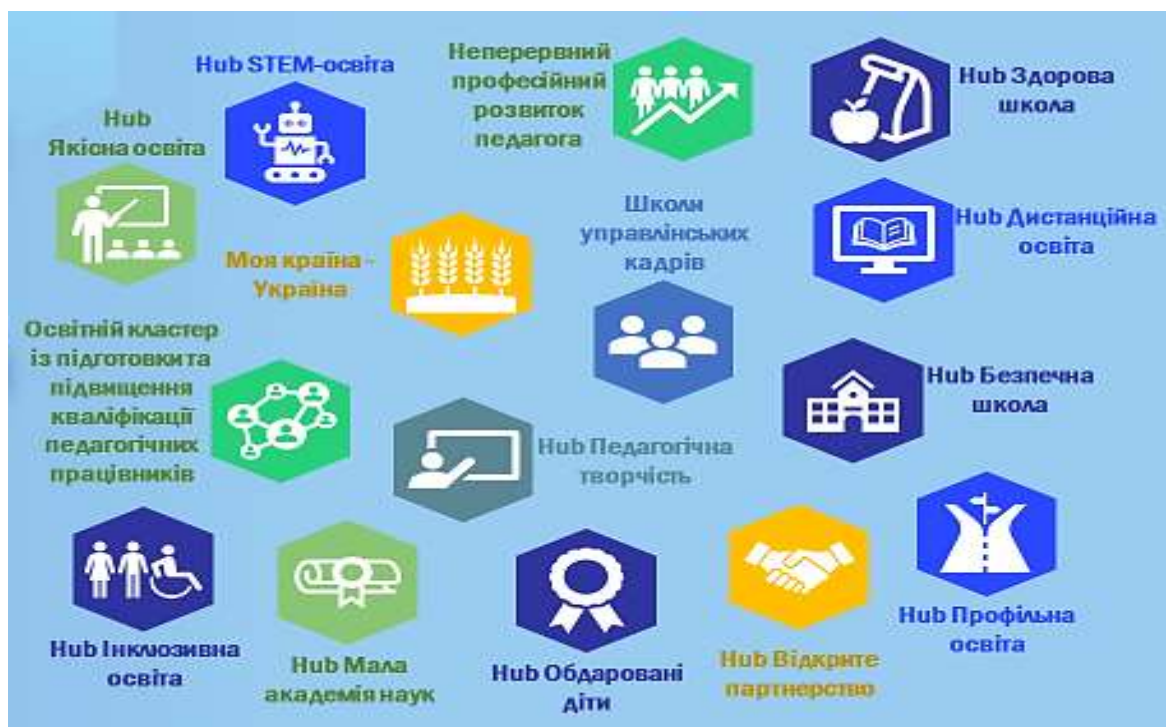 Hub STEM-освіта
Неперервний
професійний
розвиток
педагога
Hub Здорова
школа
Hub
Якісна освіта
Школи
управлінських
кадрів
Hub Дистанційна
освіта
Моя країна -
Україна
Освітній кластер
із підготовки та
підвищення
кваліфікації
педагогічних
працівників
Hub Безпечна
школа
Hub Педагогічна
творчість
Hub Профільна
освіта
Hub Інклюзивна
освіта
Hub Мала
академія наук
Hub Обдаровані
діти
Hub Відкрите
партнерство